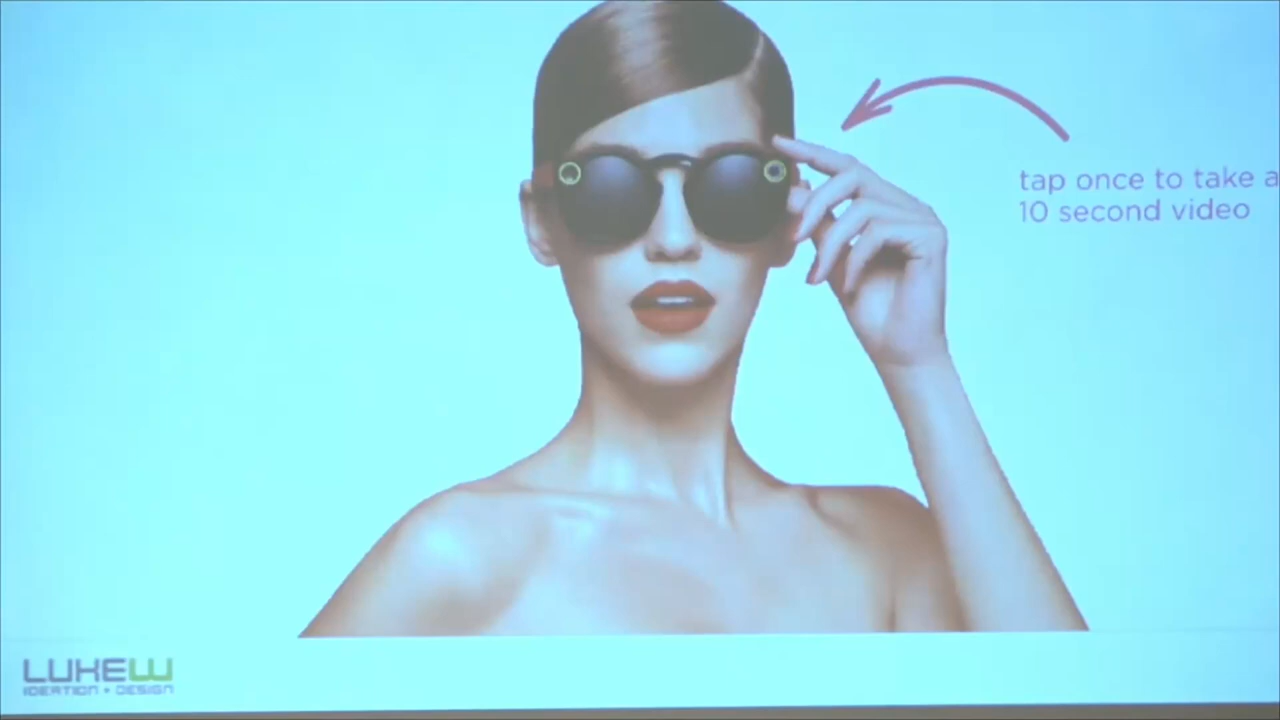 tap once to take a
10 second video
LUKEW
IDEATION + DESIGN